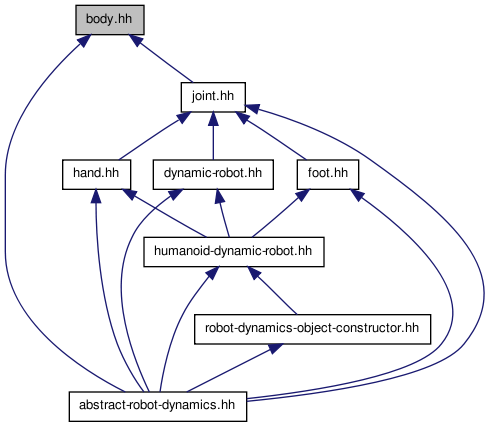 body.hh
joint.hh
hand.hh
dynamic-robot.hh
foot.hh
humanoid-dynamic-robot.hh
robot-dynamics-object-constructor.hh
abstract-robot-dynamics.hh